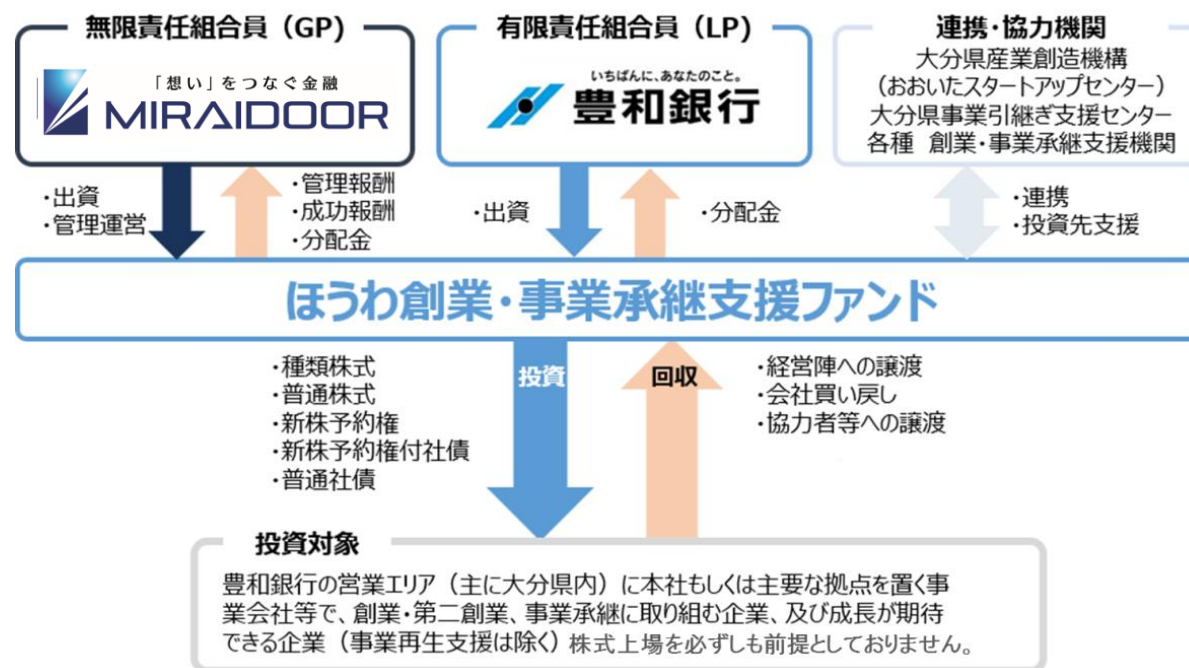 無限責任組合員（GP）
「想い」をつなぐ金融
MIRAIDOOR
有限責任組合員（LP）
いちばんに、あなたのこと。
豊和銀行
連携・協力機関
大分県産業創造機構
（おおいたスタートアップセンター）
大分県事業引継ぎ支援センター
各種 創業・事業承継支援機関
・出資
・管理運営
・管理報酬
・成功報酬
・分配金
・出資
・分配金
・連携
・投資先支援
ほうわ創業・事業承継支援ファンド
・種類株式
・普通株式
・新株予約権
・新株予約権付社債
・普通社債
投資
回収
・経営陣への譲渡
・会社買い戻し
・協力者等への譲渡
投資対象
豊和銀行の営業エリア（主に大分県内）に本社もしくは主要な拠点を置く事
業会社等で、創業・第二創業、事業承継に取り組む企業、及び成長が期待
できる企業（事業再生支援は除く）株式上場を必ずしも前提としておりません。